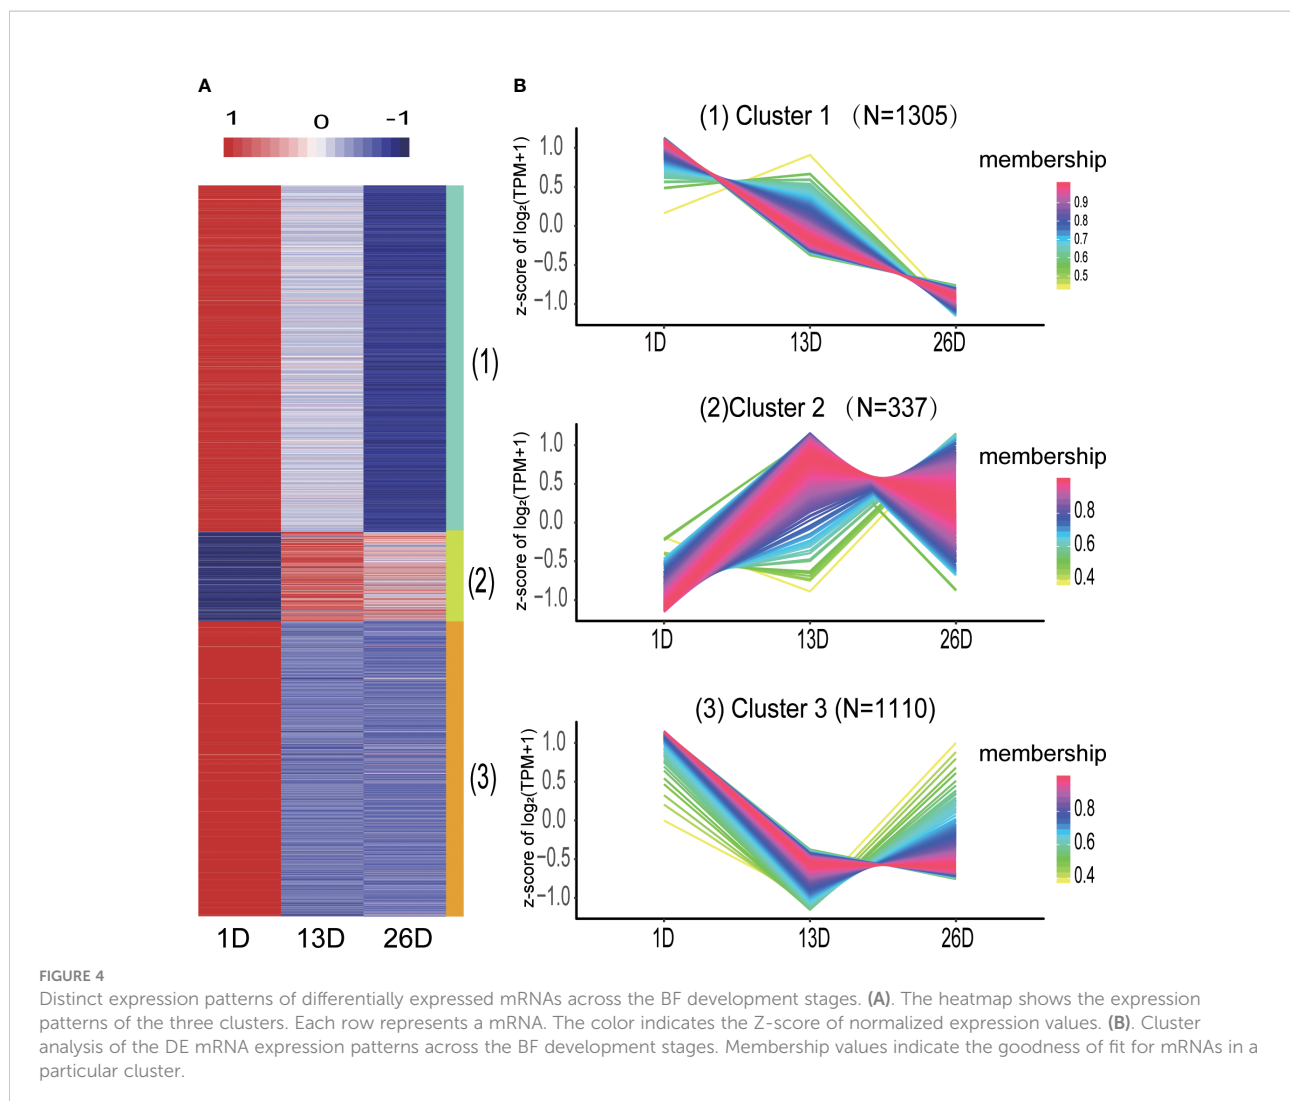 A
1 0 -1
(1)
(2)
(3)
1D 13D 26D
B
(1) Cluster 1 （N=1305）
z-score of log₂(TPM+1)
1.0
0.5
0.0
−0.5
−1.0
1D 13D 26D
membership
0.9
0.8
0.7
0.6
0.5
(2)Cluster 2 （N=337）
z-score of log₂(TPM+1)
1.0
0.5
0.0
−0.5
−1.0
1D 13D 26D
membership
0.8
0.6
0.4
(3) Cluster 3 (N=1110)
z-score of log₂(TPM+1)
1.0
0.5
0.0
−0.5
−1.0
1D 13D 26D
membership
0.8
0.6
0.4
FIGURE 4
Distinct expression patterns of differentially expressed mRNAs across the BF development stages. (A). The heatmap shows the expression
patterns of the three clusters. Each row represents a mRNA. The color indicates the Z-score of normalized expression values. (B). Cluster
analysis of the DE mRNA expression patterns across the BF development stages. Membership values indicate the goodness of fit for mRNAs in a
particular cluster.